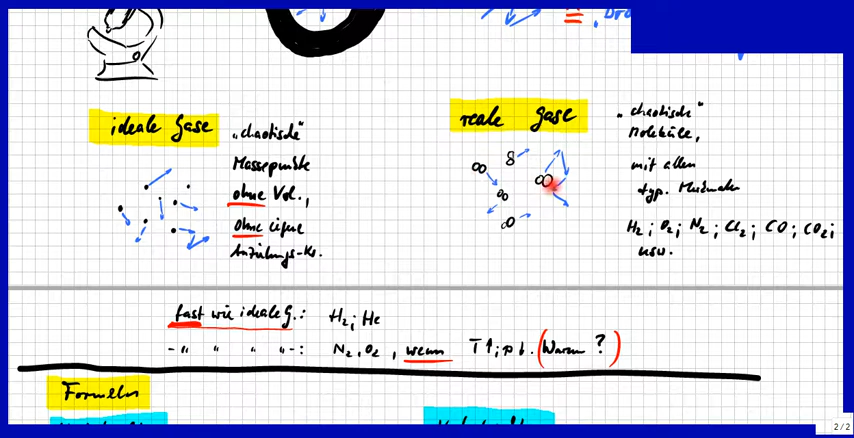 ideale Gase
„chaotische"
Massepunkte
ohne Vol.,
ohne eigene
Anziehungs-Kr.
reale Gase
„chaotische"
Moleküle,
mit allen
typ. Merkmalen
H₂; O₂; N₂; Cl₂; CO; CO₂;
usw.
fast wie ideale G.: H₂; He
-" " " "-: N₂, O₂, wenn T↑; p↓. (Warum?)
Formeln
2/2